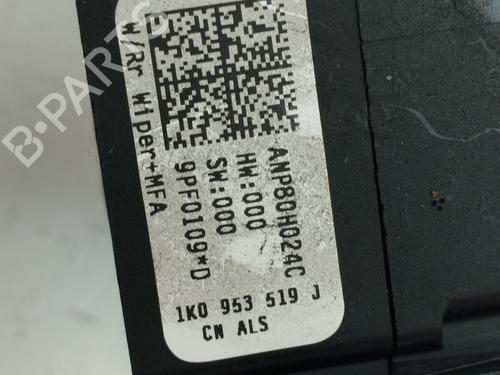 W/Rr Wiper+MFA
ANP80H024C
HW:000
SW:000
9PF0109*D
1K0 953 519 J
CN ALS
B-PARTS